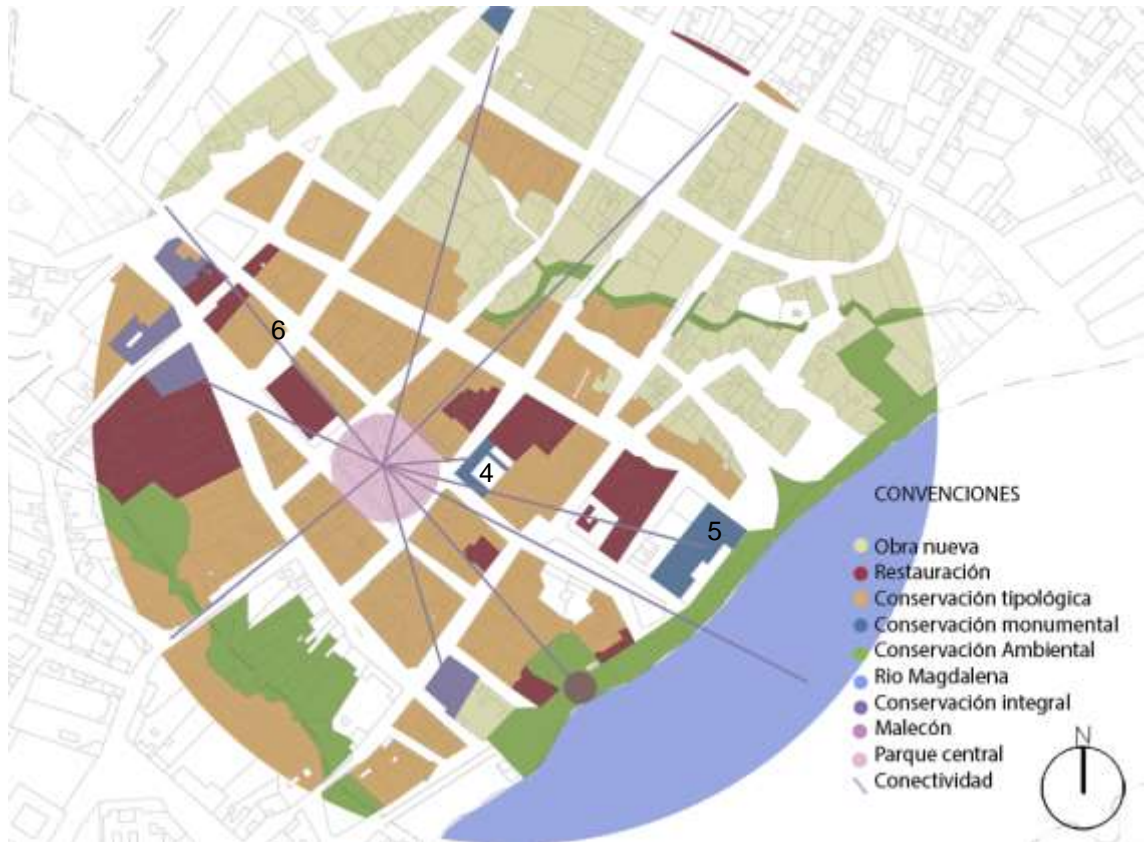 6
4
5
CONVENCIONES
Obra nueva
Restauración
Conservación tipológica
Conservación monumental
Conservación Ambiental
Rio Magdalena
Conservación integral
Malecón
Parque central
Conectividad
N